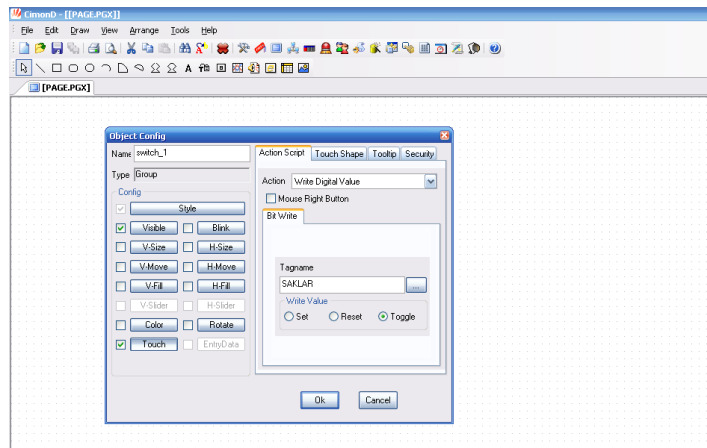 CimonD - [[PAGE.PGX]]
File Edit Draw View Arrange Tools Help
[PAGE.PGX]
Object Config
Name switch_1
Type Group
Config
Style
Visible Blink
V-Size H-Size
V-Move H-Move
V-Fill H-Fill
V-Slider H-Slider
Color Rotate
Touch EntryData
Action Script Touch Shape Tooltip Security
Action Write Digital Value
Mouse Right Button
Bit Write
Tagname
SAKLAR ...
Write Value
Set Reset Toggle
Ok Cancel